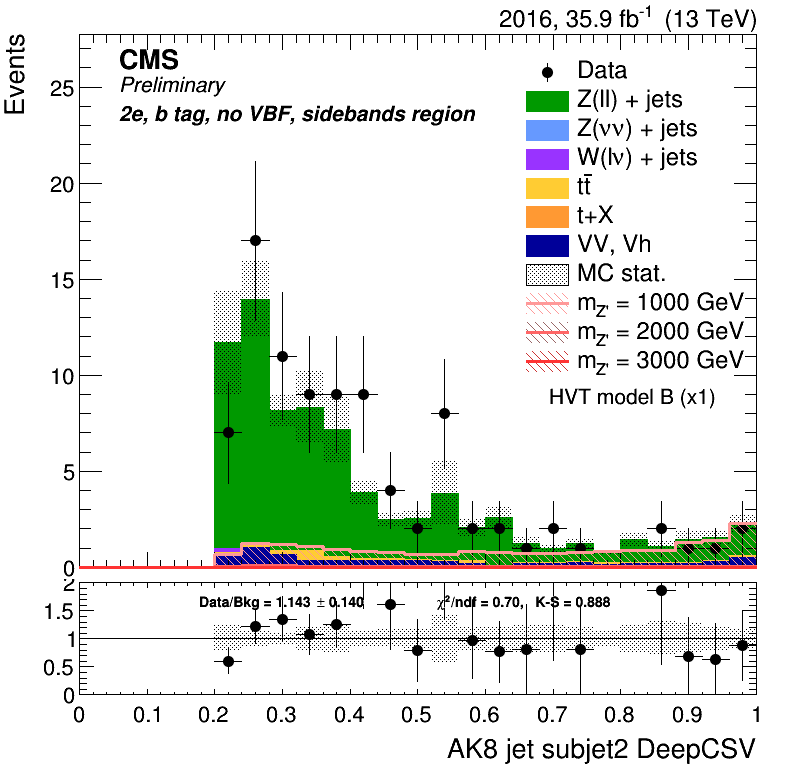 2016, 35.9 fb⁻¹ (13 TeV)
Events
CMS
Preliminary
2e, b tag, no VBF, sidebands region
Data
Z(ll) + jets
Z(νν) + jets
W(lν) + jets
tt̄
t+X
VV, Vh
MC stat.
m_Z' = 1000 GeV
m_Z' = 2000 GeV
m_Z' = 3000 GeV
HVT model B (x1)
25
20
15
10
5
0
2
1.5
1
0.5
0
Data/Bkg = 1.143 ± 0.140
χ²/ndf = 0.70, K-S = 0.888
0 0.1 0.2 0.3 0.4 0.5 0.6 0.7 0.8 0.9 1
AK8 jet subjet2 DeepCSV